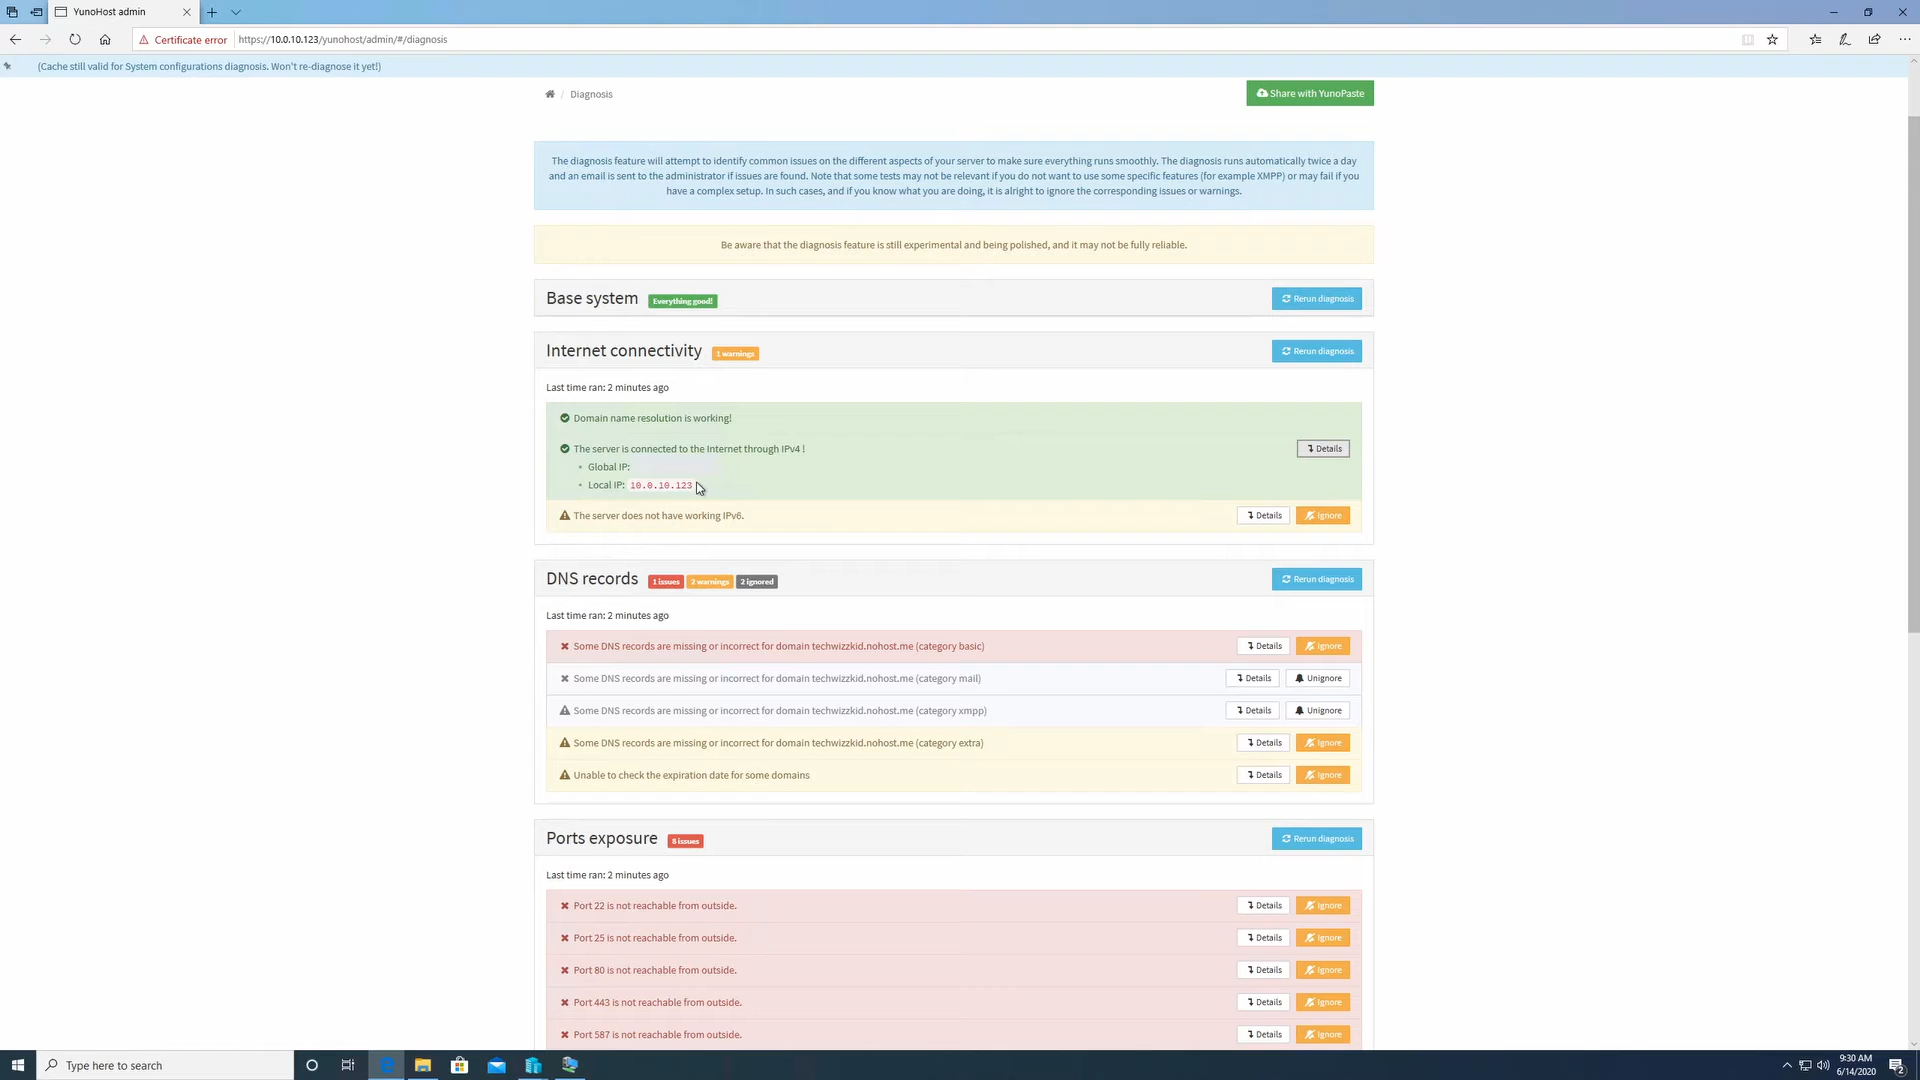 YunoHost admin
Certificate error
https://10.0.10.123/yunohost/admin/#/diagnosis
(Cache still valid for System configurations diagnosis. Won't re-diagnose it yet!)
/ Diagnosis
Share with YunoPaste
The diagnosis feature will attempt to identify common issues on the different aspects of your server to make sure everything runs smoothly. The diagnosis runs automatically twice a day
and an email is sent to the administrator if issues are found. Note that some tests may not be relevant if you do not want to use some specific features (for example XMPP) or may fail if you
have a complex setup. In such cases, and if you know what you are doing, it is alright to ignore the corresponding issues or warnings.
Be aware that the diagnosis feature is still experimental and being polished, and it may not be fully reliable.
Base system Everything good! Rerun diagnosis
Internet connectivity 1 warnings Rerun diagnosis
Last time ran: 2 minutes ago
Domain name resolution is working!
The server is connected to the Internet through IPv4 ! Details
Global IP:
Local IP: 10.0.10.123
The server does not have working IPv6. Details Ignore
DNS records 1 issues 2 warnings 2 ignored Rerun diagnosis
Last time ran: 2 minutes ago
Some DNS records are missing or incorrect for domain techwizzkid.nohost.me (category basic) Details Ignore
Some DNS records are missing or incorrect for domain techwizzkid.nohost.me (category mail) Details Unignore
Some DNS records are missing or incorrect for domain techwizzkid.nohost.me (category xmpp) Details Unignore
Some DNS records are missing or incorrect for domain techwizzkid.nohost.me (category extra) Details Ignore
Unable to check the expiration date for some domains Details Ignore
Ports exposure 8 issues Rerun diagnosis
Last time ran: 2 minutes ago
Port 22 is not reachable from outside. Details Ignore
Port 25 is not reachable from outside. Details Ignore
Port 80 is not reachable from outside. Details Ignore
Port 443 is not reachable from outside. Details Ignore
Port 587 is not reachable from outside. Details Ignore
Type here to search
9:30 AM
6/14/2020
2